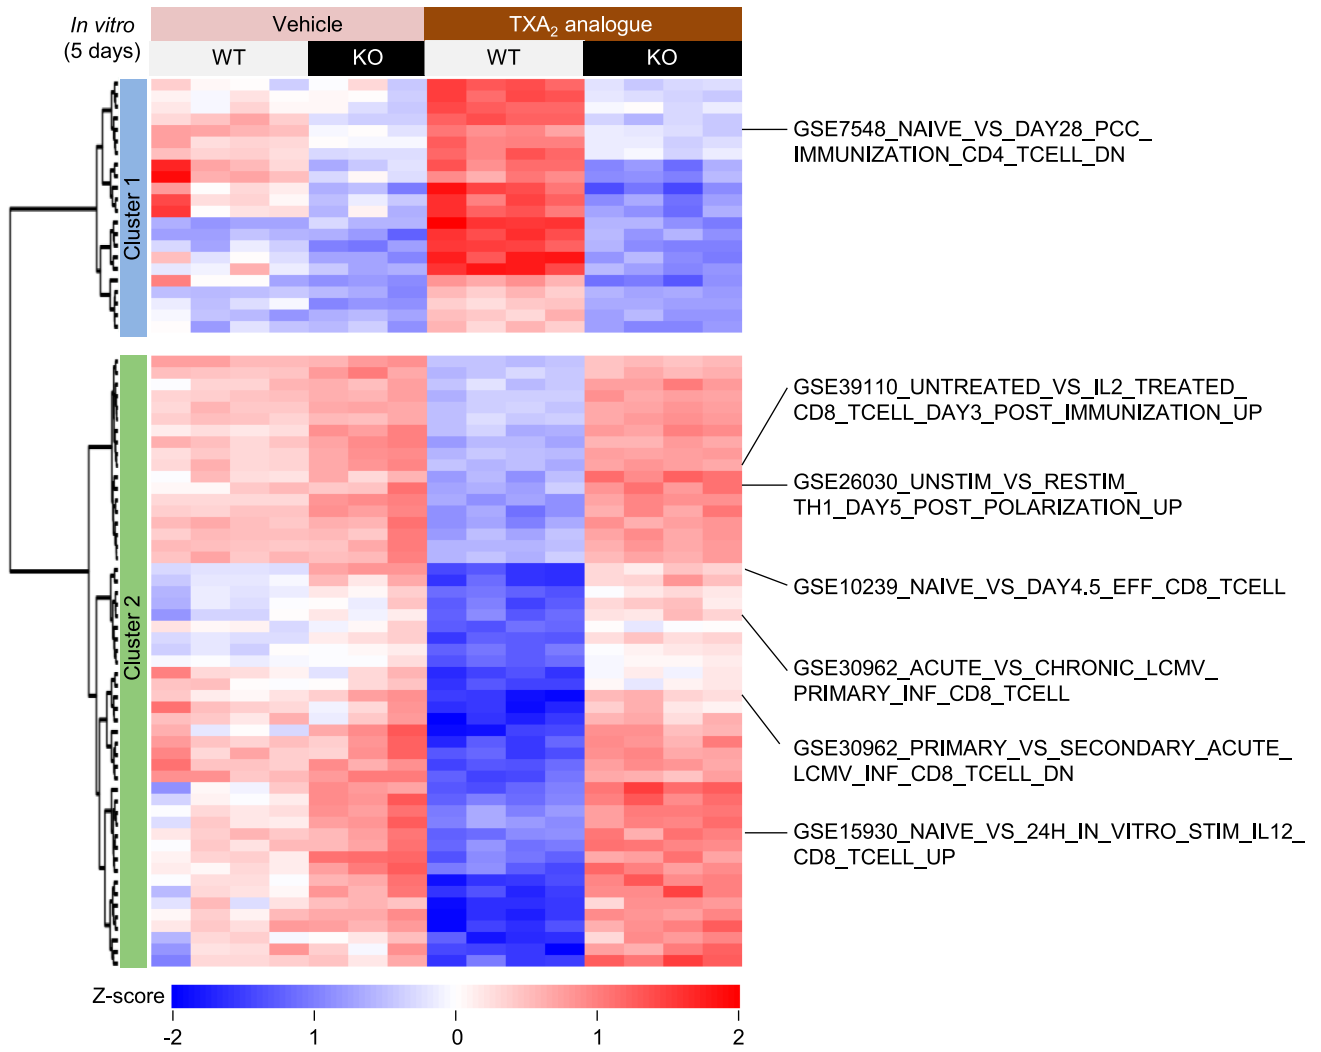 In vitro
(5 days)
Vehicle
TXA2 analogue
WT
KO
WT
KO
Cluster 1
GSE7548_NAIVE_VS_DAY28_PCC_
IMMUNIZATION_CD4_TCELL_DN
Cluster 2
GSE39110_UNTREATED_VS_IL2_TREATED_
CD8_TCELL_DAY3_POST_IMMUNIZATION_UP
GSE26030_UNSTIM_VS_RESTIM_
TH1_DAY5_POST_POLARIZATION_UP
GSE10239_NAIVE_VS_DAY4.5_EFF_CD8_TCELL
GSE30962_ACUTE_VS_CHRONIC_LCMV_
PRIMARY_INF_CD8_TCELL
GSE30962_PRIMARY_VS_SECONDARY_ACUTE_
LCMV_INF_CD8_TCELL_DN
GSE15930_NAIVE_VS_24H_IN_VITRO_STIM_IL12_
CD8_TCELL_UP
Z-score
-2 1 0 1 2